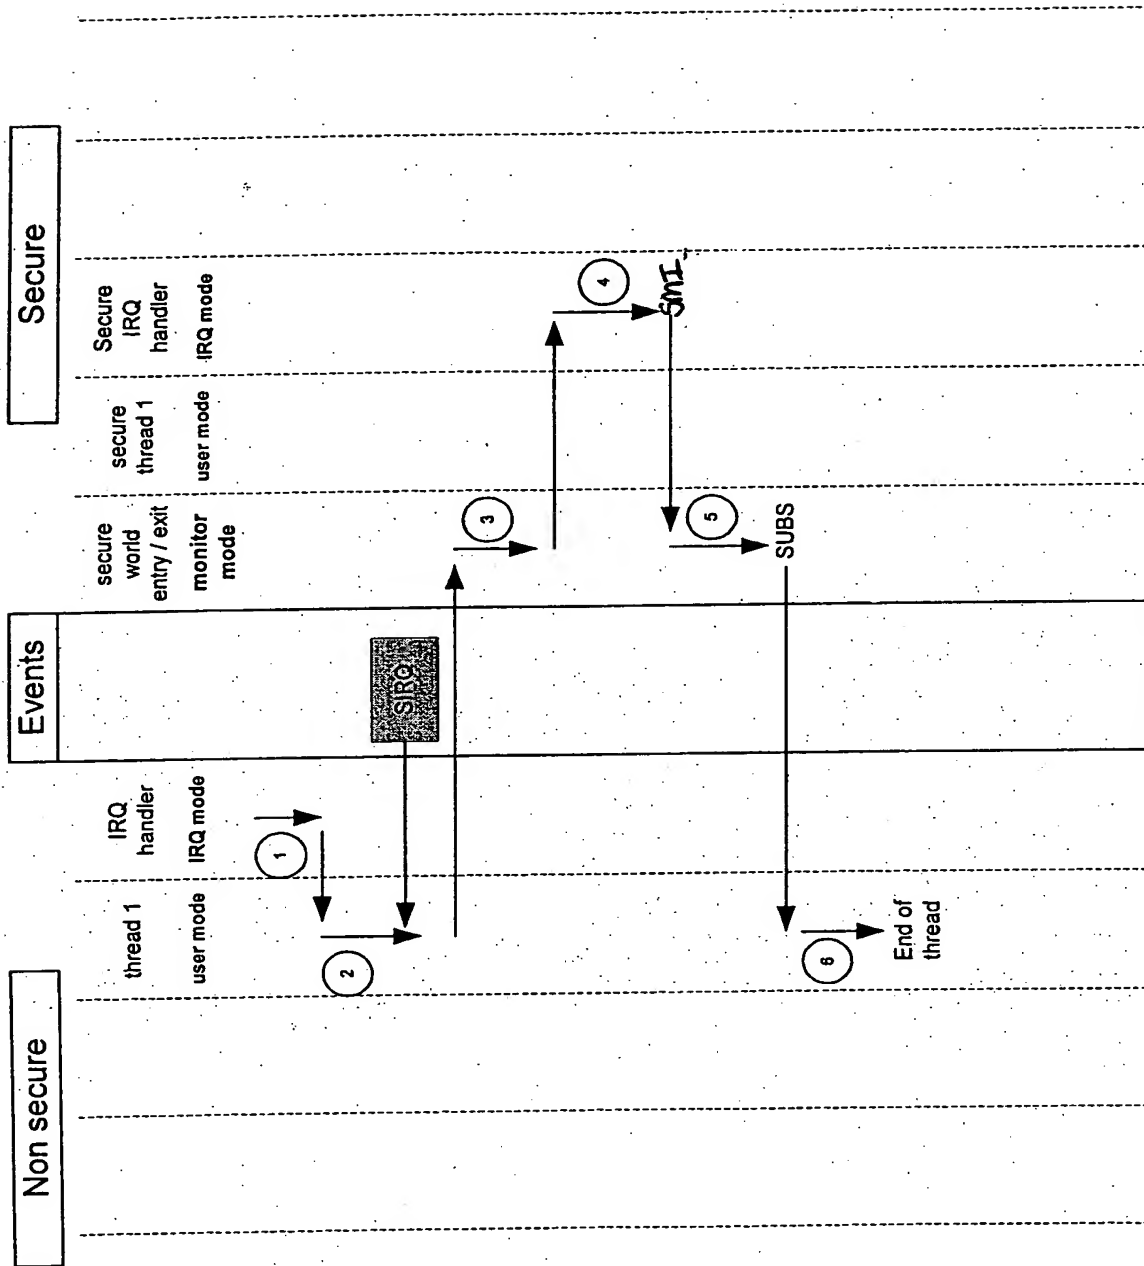 Non secure
Events
Secure
thread 1
user mode
IRQ
handler
IRQ mode
secure
world
entry / exit
monitor
mode
secure
thread 1
user mode
Secure
IRQ
handler
IRQ mode
1
2
SIRQ
3
4
SMI
5
SUBS
6
End of
thread